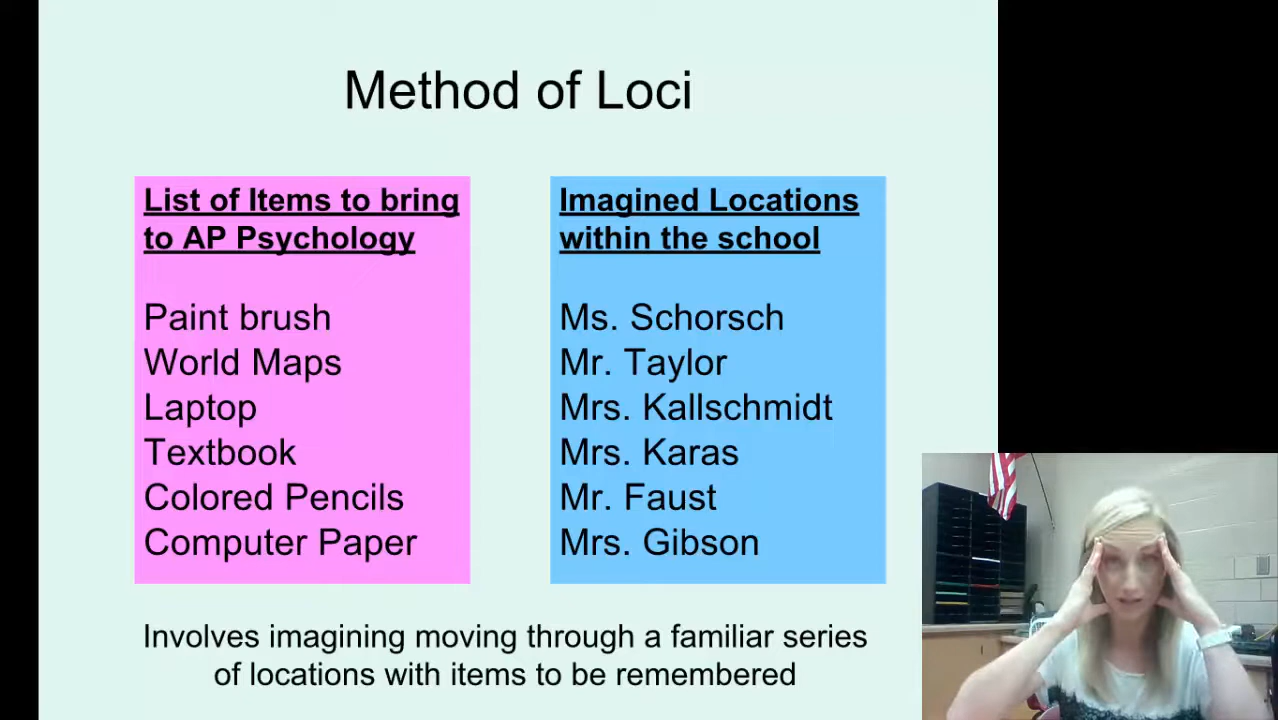 Method of Loci
List of Items to bring
to AP Psychology
Paint brush
World Maps
Laptop
Textbook
Colored Pencils
Computer Paper
Imagined Locations
within the school
Ms. Schorsch
Mr. Taylor
Mrs. Kallschmidt
Mrs. Karas
Mr. Faust
Mrs. Gibson
Involves imagining moving through a familiar series
of locations with items to be remembered